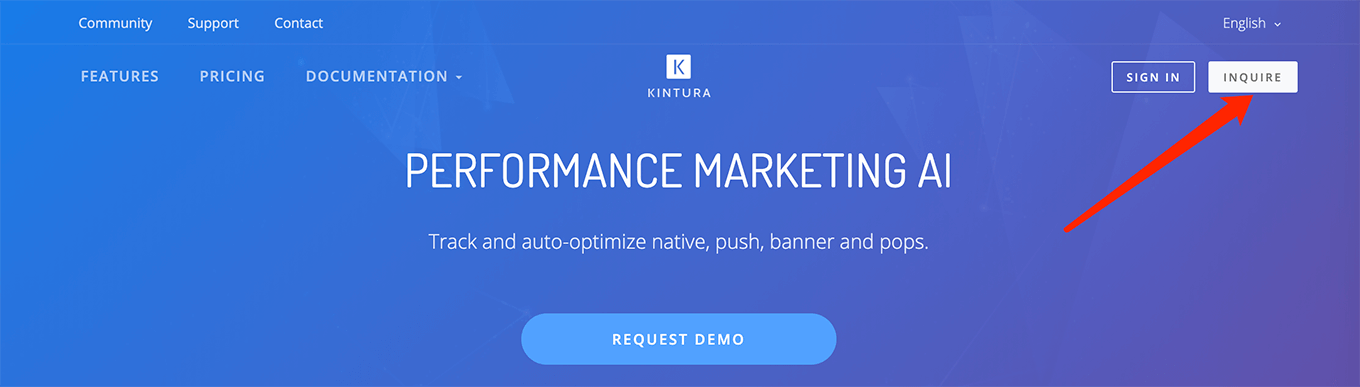 Community Support Contact English
FEATURES PRICING DOCUMENTATION
K
KINTURA
SIGN IN INQUIRE
PERFORMANCE MARKETING AI
Track and auto-optimize native, push, banner and pops.
REQUEST DEMO